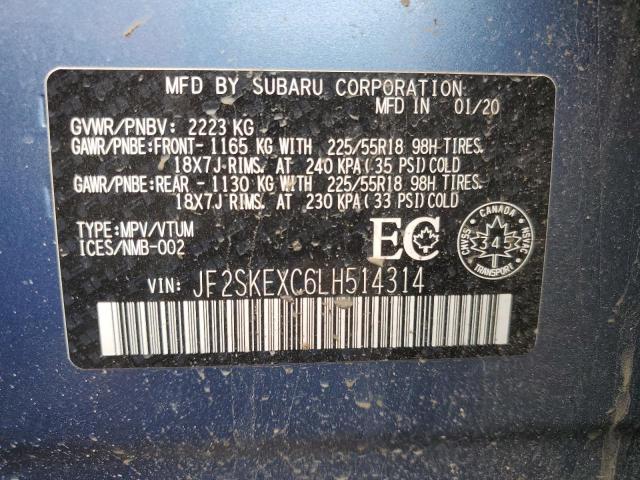 MFD BY SUBARU CORPORATION
MFD IN 01/20
GVWR/PNBV: 2223 KG
GAWR/PNBE:FRONT- 1165 KG WITH 225/55R18 98H TIRES.
18X7J-RIMS. AT 240 KPA(35 PSI)COLD
GAWR/PNBE:REAR - 1130 KG WITH 225/55R18 98H TIRES.
18X7J-RIMS. AT 230 KPA(33 PSI)COLD
TYPE:MPV/VTUM
ICES/NMB-002
EC
CANADA
CMVSS
NSVAC
345
TRANSPORT
VIN: JF2SKEXC6LH514314